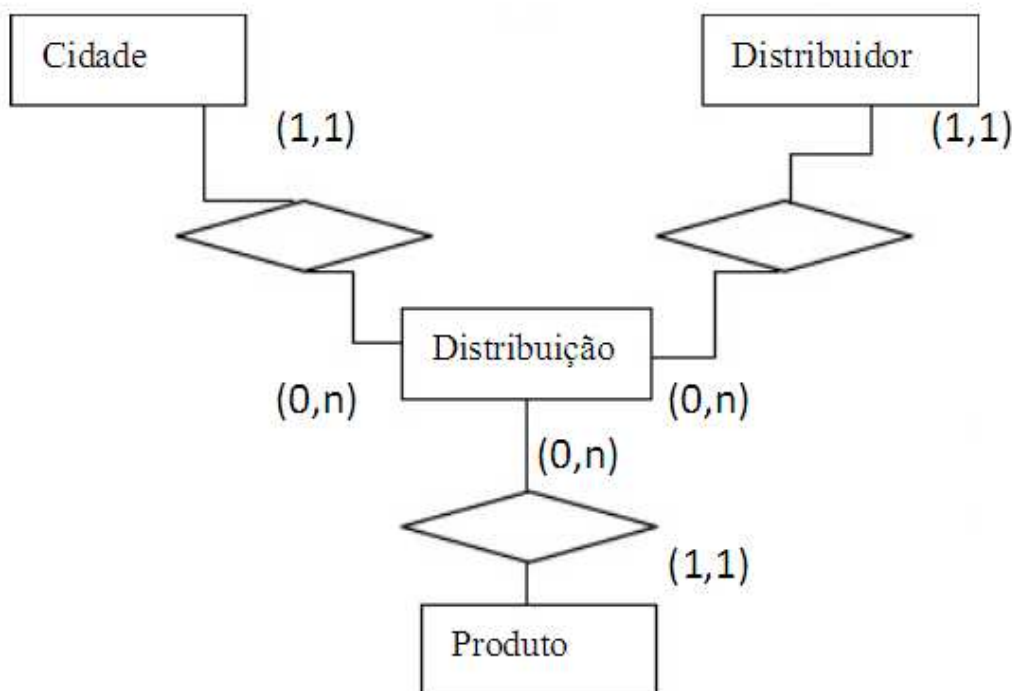 Cidade
Distribuidor
(1,1)
(1,1)
Distribuição
(0,n)
(0,n)
(0,n)
(1,1)
Produto